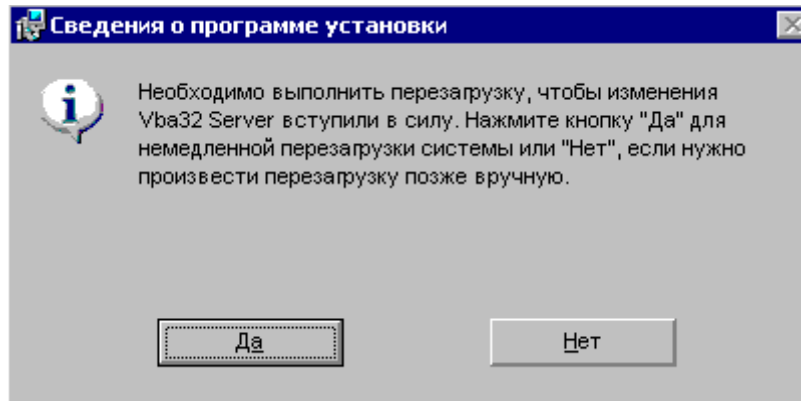 Сведения о программе установки
Необходимо выполнить перезагрузку, чтобы изменения
Vba32 Server вступили в силу. Нажмите кнопку "Да" для
немедленной перезагрузки системы или "Нет", если нужно
произвести перезагрузку позже вручную.
Да
Нет